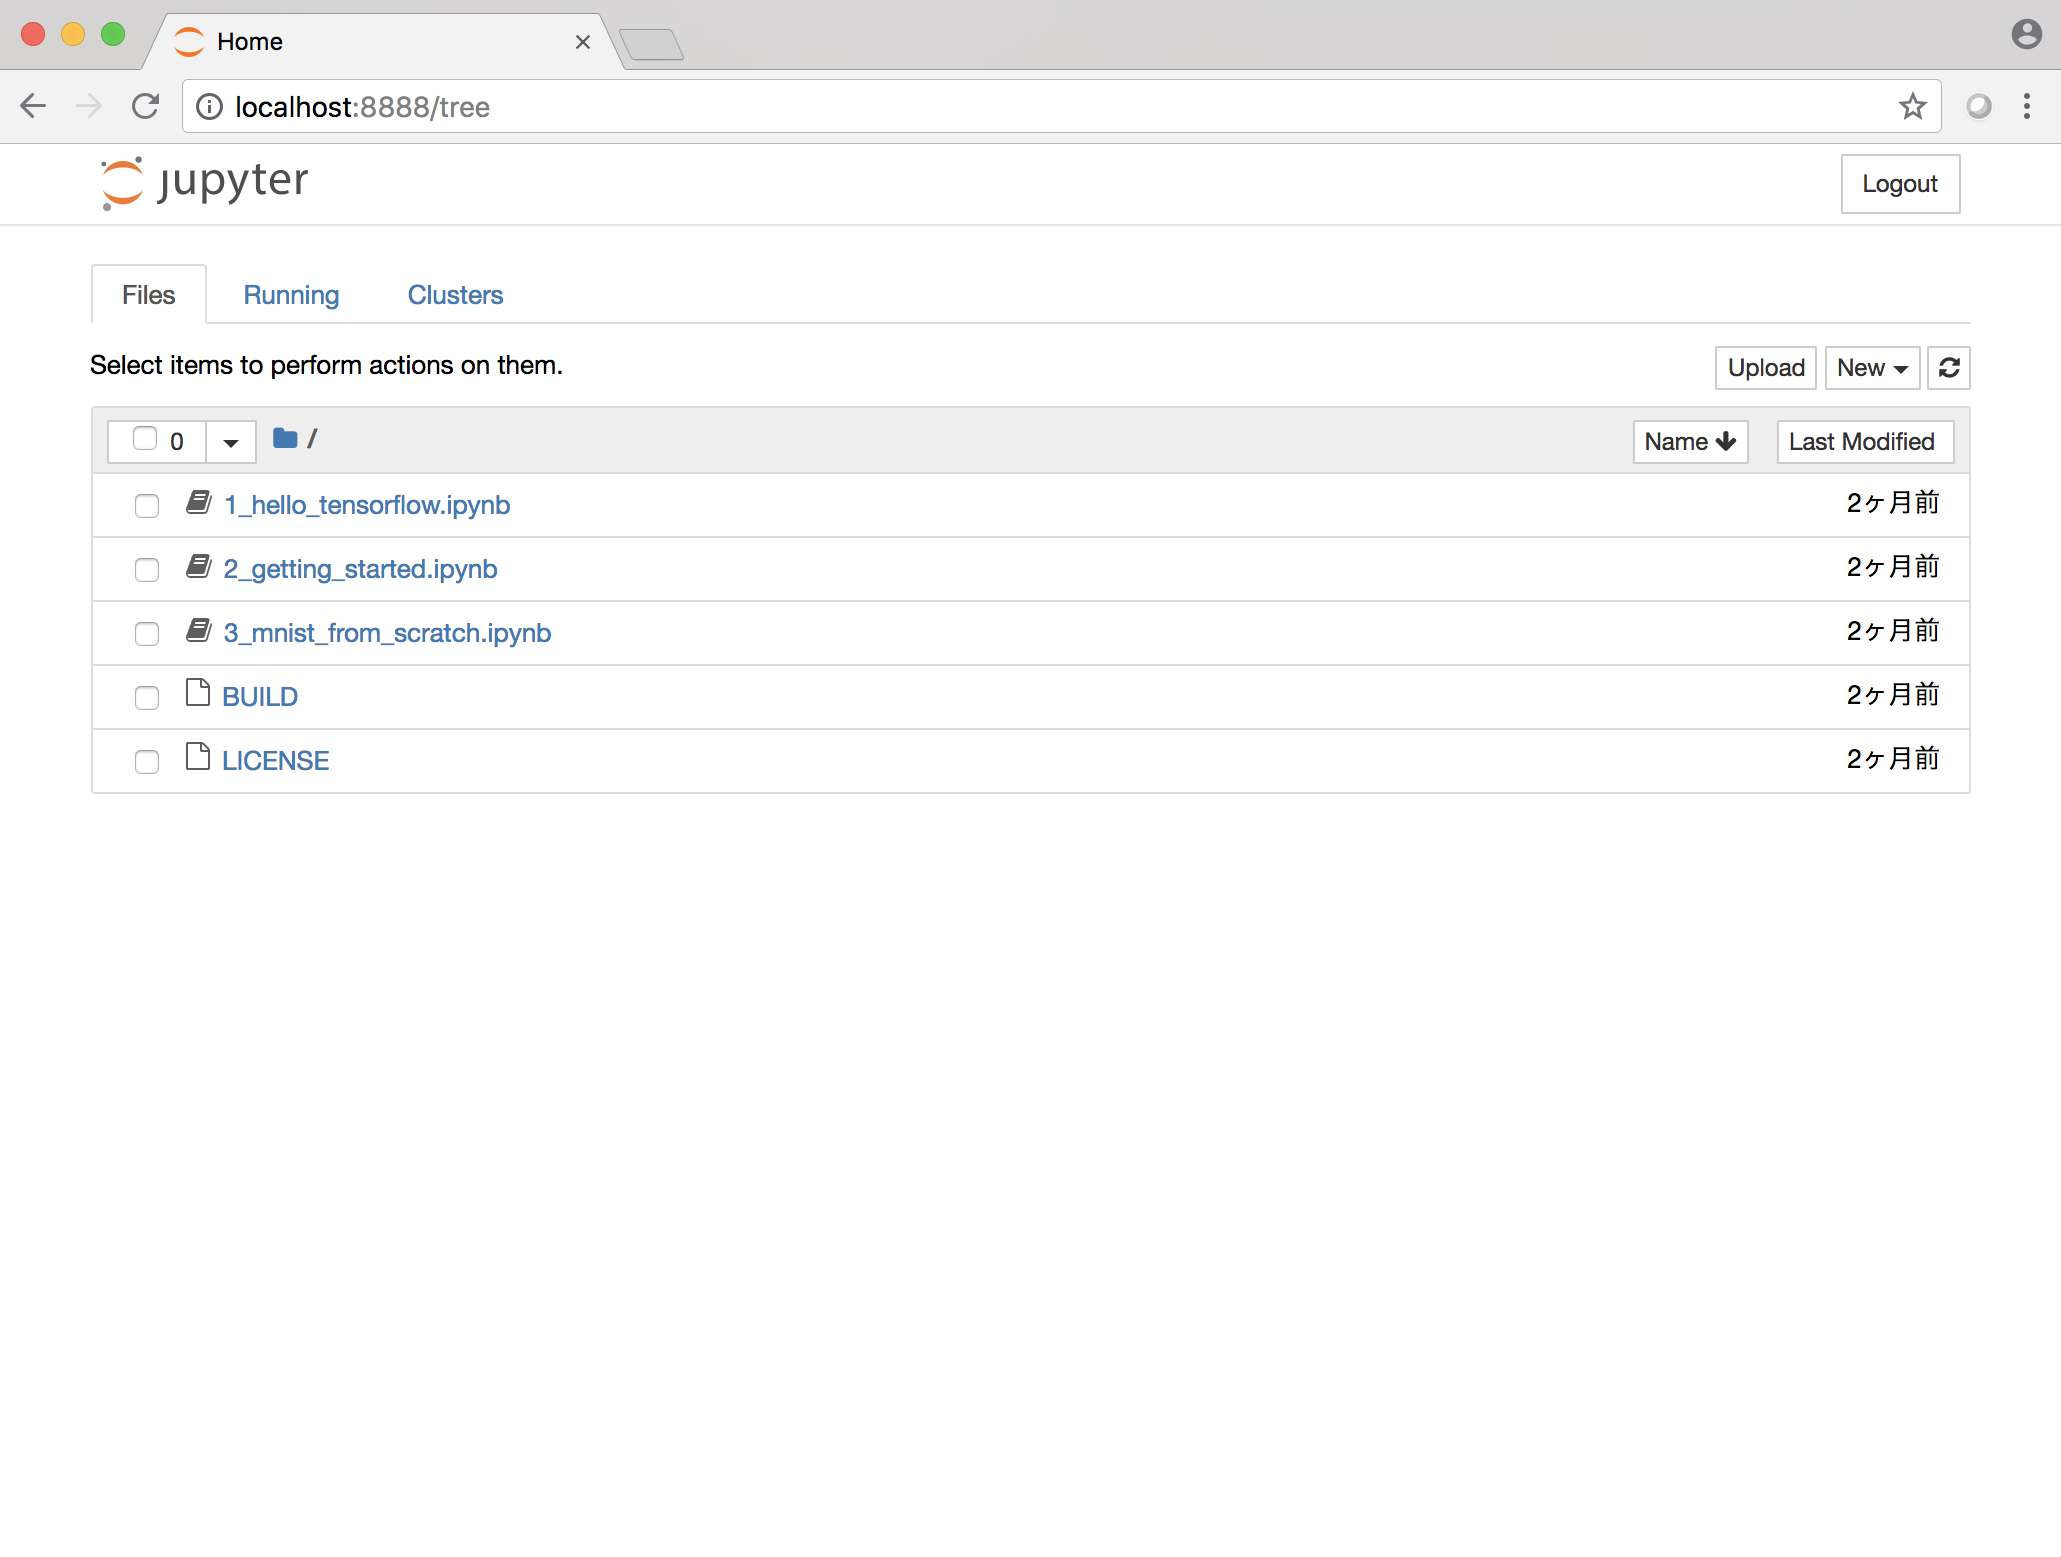 Home
localhost:8888/tree
jupyter
Logout
Files Running Clusters
Select items to perform actions on them.
Upload New
0 /
Name Last Modified
1_hello_tensorflow.ipynb 2ヶ月前
2_getting_started.ipynb 2ヶ月前
3_mnist_from_scratch.ipynb 2ヶ月前
BUILD 2ヶ月前
LICENSE 2ヶ月前